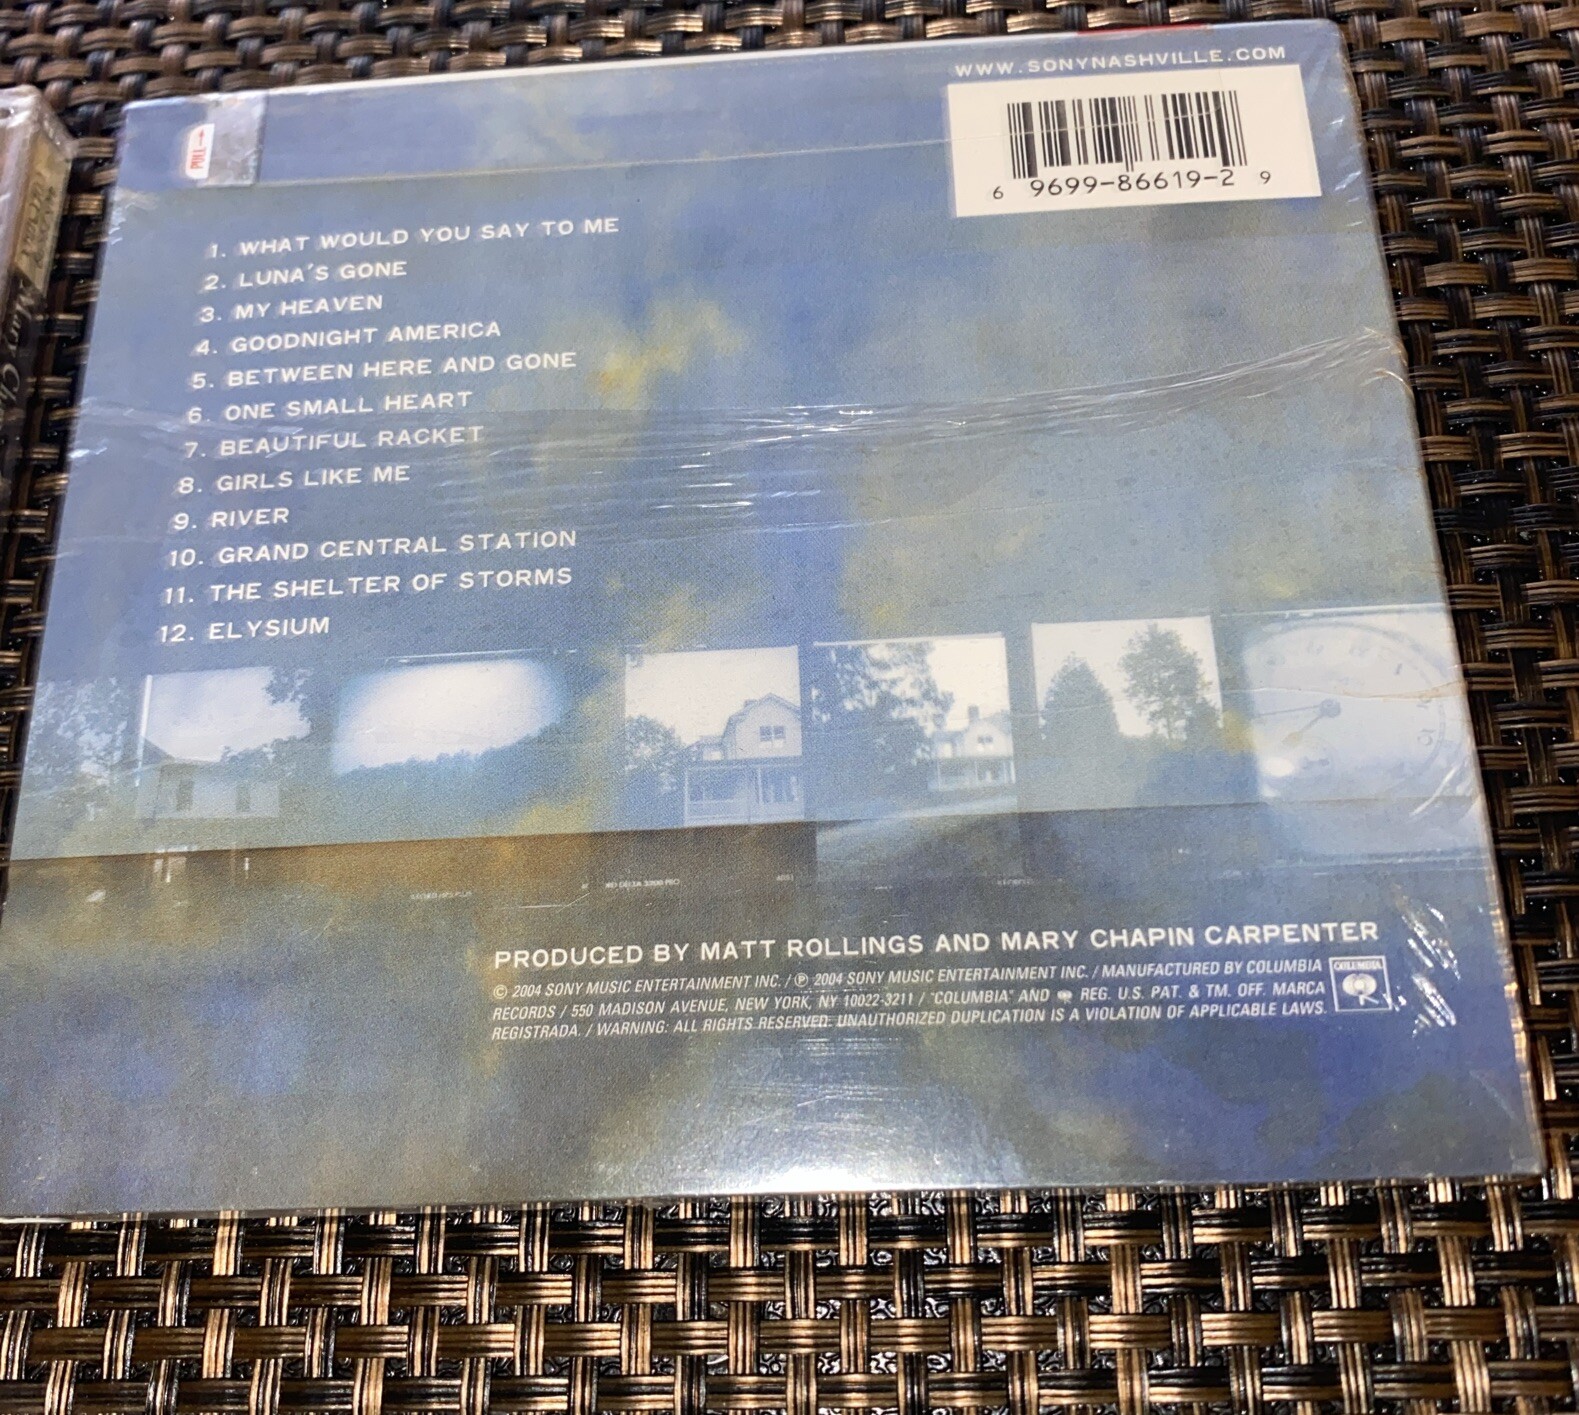 WWW.SONYNASHVILLE.COM
PULL→
6 9699-86619-2 9
1. WHAT WOULD YOU SAY TO ME
2. LUNA'S GONE
3. MY HEAVEN
4. GOODNIGHT AMERICA
5. BETWEEN HERE AND GONE
6. ONE SMALL HEART
7. BEAUTIFUL RACKET
8. GIRLS LIKE ME
9. RIVER
10. GRAND CENTRAL STATION
11. THE SHELTER OF STORMS
12. ELYSIUM
PRODUCED BY MATT ROLLINGS AND MARY CHAPIN CARPENTER
© 2004 SONY MUSIC ENTERTAINMENT INC. / ℗ 2004 SONY MUSIC ENTERTAINMENT INC. / MANUFACTURED BY COLUMBIA
RECORDS / 550 MADISON AVENUE, NEW YORK, NY 10022-3211 / "COLUMBIA" AND REG. U.S. PAT. & TM. OFF. MARCA
REGISTRADA. / WARNING: ALL RIGHTS RESERVED. UNAUTHORIZED DUPLICATION IS A VIOLATION OF APPLICABLE LAWS.
COLUMBIA